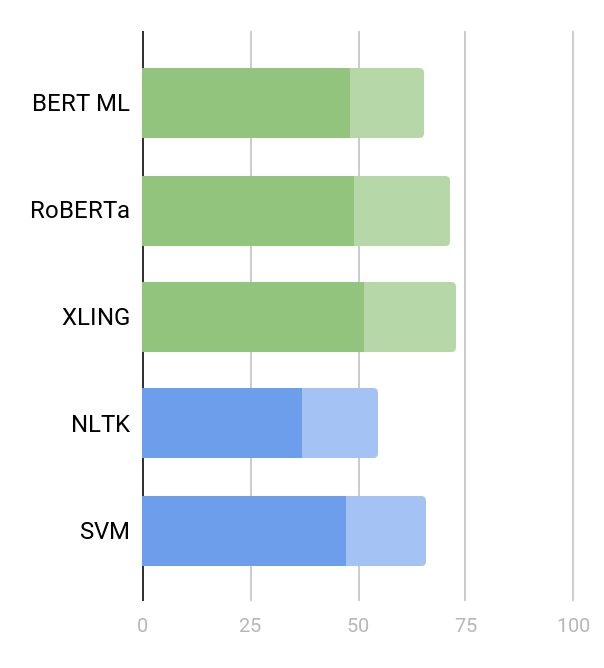 BERT ML
RoBERTa
XLING
NLTK
SVM
0 25 50 75 100